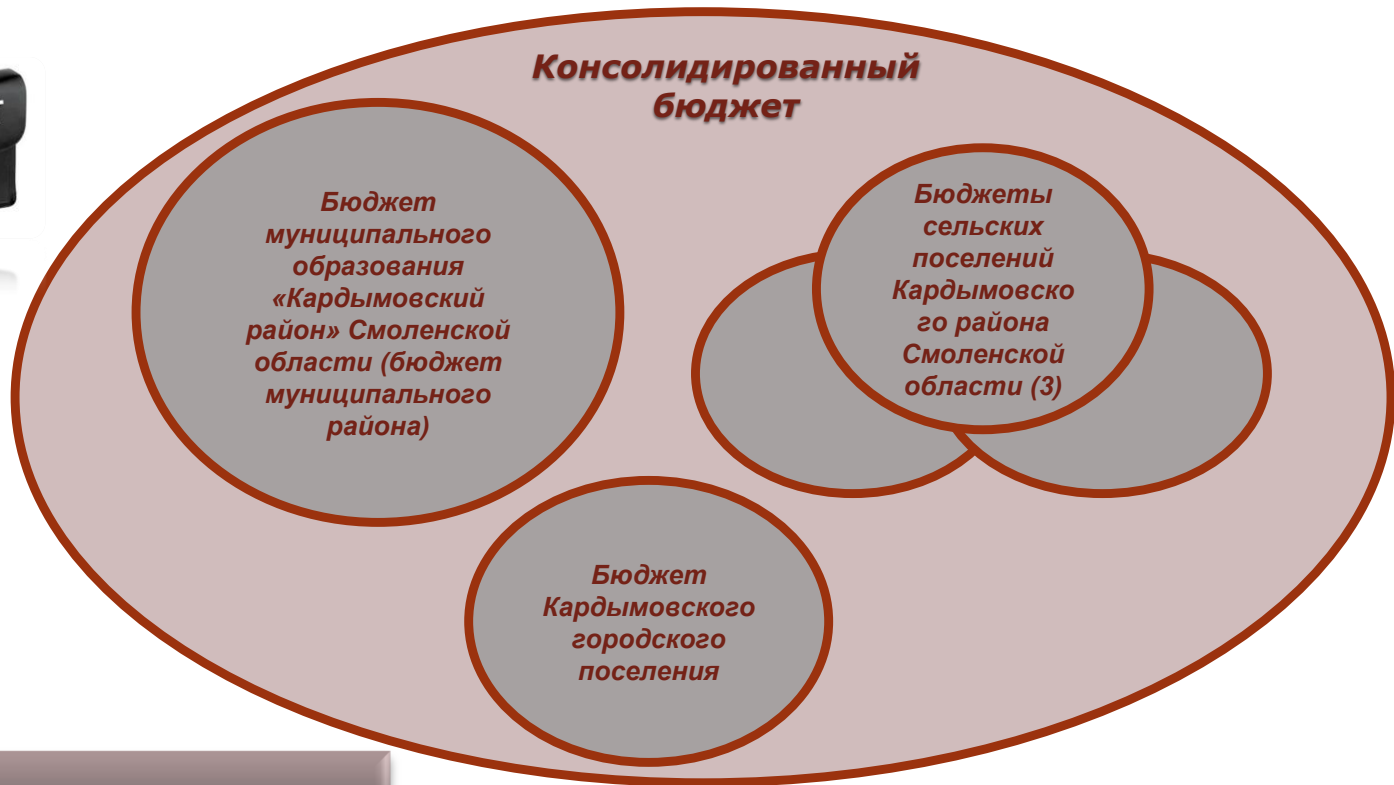 Консолидированный
бюджет
Бюджет
муниципального
образования
«Кардымовский
район» Смоленской
области (бюджет
муниципального
района)
Бюджеты
сельских
поселений
Кардымовско
го района
Смоленской
области (3)
Бюджет
Кардымовского
городского
поселения